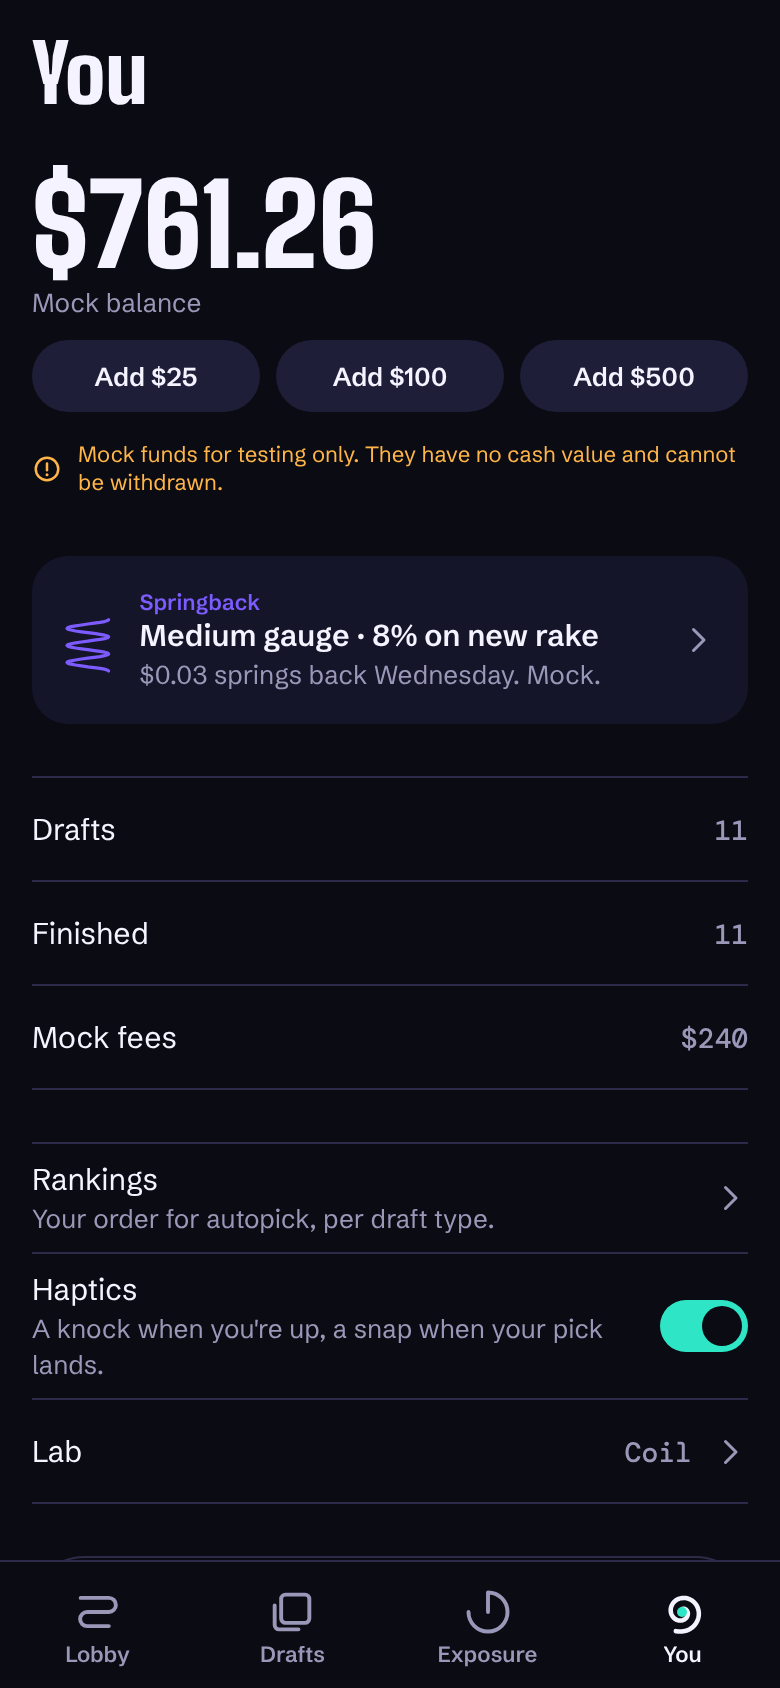 You
$761.26
Mock balance
Add $25
Add $100
Add $500
Mock funds for testing only. They have no cash value and cannot
be withdrawn.
Springback
Medium gauge · 8% on new rake
$0.03 springs back Wednesday. Mock.
Drafts 11
Finished 11
Mock fees $240
Rankings
Your order for autopick, per draft type.
Haptics
A knock when you're up, a snap when your pick
lands.
Lab Coil
Lobby
Drafts
Exposure
You